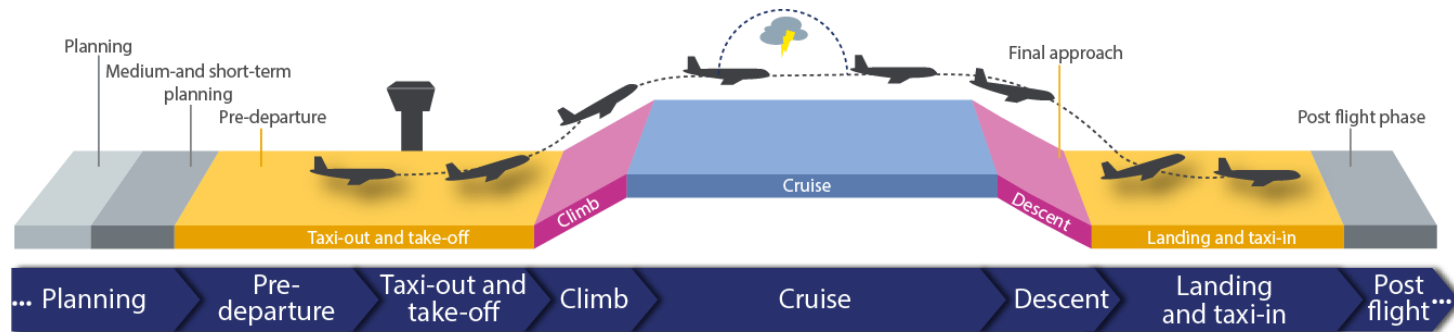 Planning
Medium-and short-term
planning
Pre-departure
Final approach
Post flight phase
Taxi-out and take-off
Climb
Cruise
Descent
Landing and taxi-in
... Planning
Pre-
departure
Taxi-out and
take-off
Climb
Cruise
Descent
Landing
and taxi-in
Post
flight ...